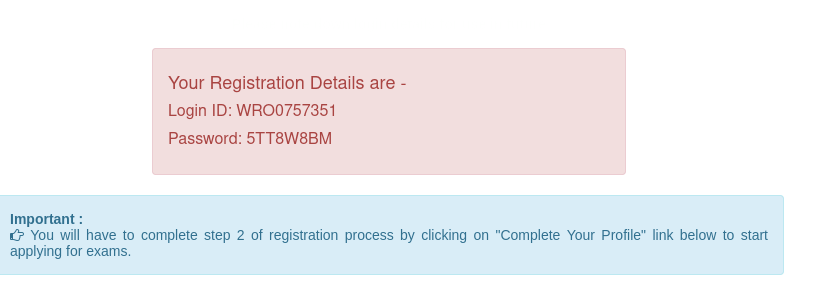 Your Registration Details are -
Login ID: WRO0757351
Password: 5TT8W8BM
Important :
You will have to complete step 2 of registration process by clicking on "Complete Your Profile" link below to start
applying for exams.